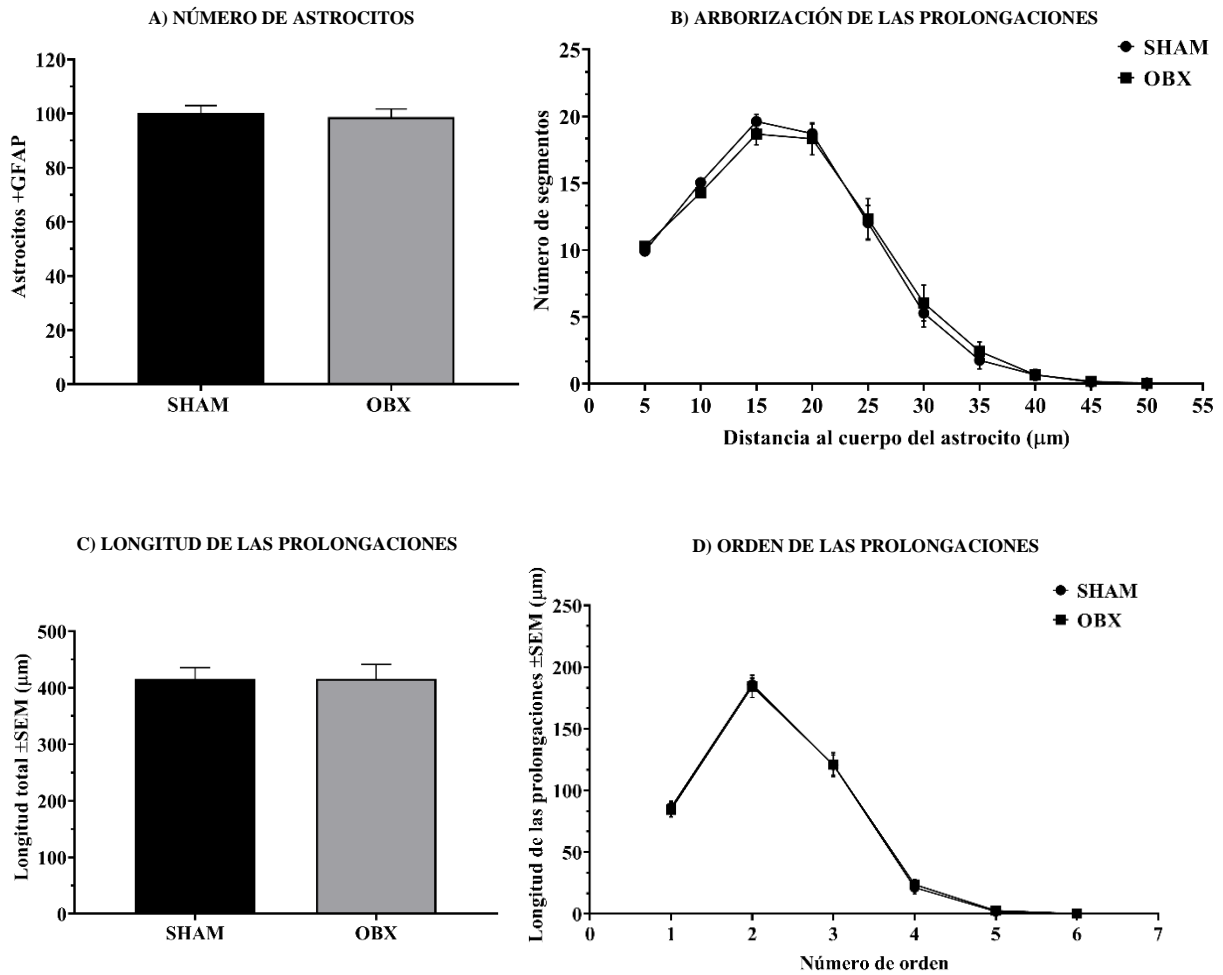 A) NÚMERO DE ASTROCITOS
Astrocitos +GFAP
120
100
80
60
40
20
0
SHAM OBX
B) ARBORIZACIÓN DE LAS PROLONGACIONES
SHAM
OBX
Número de segmentos
25
20
15
10
5
0
0 5 10 15 20 25 30 35 40 45 50 55
Distancia al cuerpo del astrocito (μm)
C) LONGITUD DE LAS PROLONGACIONES
Longitud total ±SEM (μm)
500
400
300
200
100
0
SHAM OBX
D) ORDEN DE LAS PROLONGACIONES
SHAM
OBX
Longitud de las prolongaciones ±SEM (μm)
250
200
150
100
50
0
0 1 2 3 4 5 6 7
Número de orden